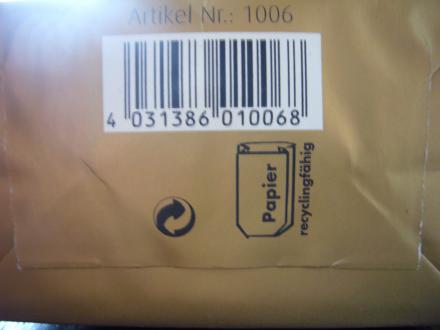 Artikel Nr.: 1006
4 031386 010068
Papier
recyclingfähig